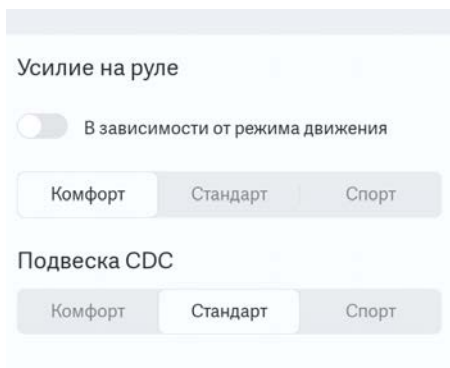 Усилие на руле
В зависимости от режима движения
Комфорт Стандарт Спорт
Подвеска CDC
Комфорт Стандарт Спорт